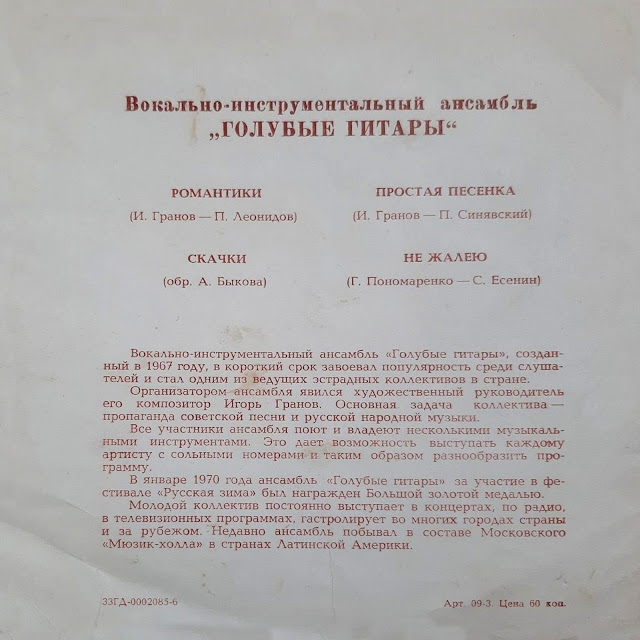 Вокально-инструментальный ансамбль
„ГОЛУБЫЕ ГИТАРЫ“
РОМАНТИКИ
(И. Гранов — П. Леонидов)
ПРОСТАЯ ПЕСЕНКА
(И. Гранов — П. Синявский)
СКАЧКИ
(обр. А. Быкова)
НЕ ЖАЛЕЮ
(Г. Пономаренко — С. Есенин)
Вокально-инструментальный ансамбль «Голубые гитары», создан-
ный в 1967 году, в короткий срок завоевал популярность среди слуша-
телей и стал одним из ведущих эстрадных коллективов в стране.
Организатором ансамбля явился художественный руководитель
его композитор Игорь Гранов. Основная задача коллектива —
пропаганда советской песни и русской народной музыки.
Все участники ансамбля поют и владеют несколькими музыкаль-
ными инструментами. Это дает возможность выступать каждому
артисту с сольными номерами и таким образом разнообразить про-
грамму.
В январе 1970 года ансамбль «Голубые гитары» за участие в фе-
стивале «Русская зима» был награжден Большой золотой медалью.
Молодой коллектив постоянно выступает в концертах, по радио,
в телевизионных программах, гастролирует во многих городах страны
и за рубежом. Недавно ансамбль побывал в составе Московского
«Мюзик-холла» в странах Латинской Америки.
33ГД-0002085-6
Арт. 09-3. Цена 60 коп.